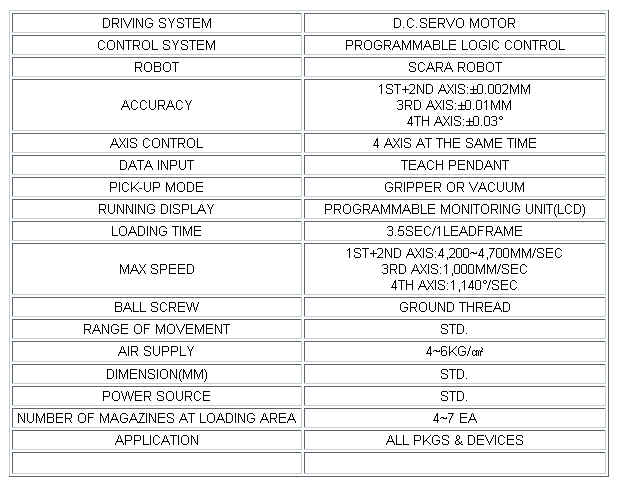 DRIVING SYSTEM D.C.SERVO MOTOR
CONTROL SYSTEM PROGRAMMABLE LOGIC CONTROL
ROBOT SCARA ROBOT
ACCURACY 1ST+2ND AXIS:±0.002MM
3RD AXIS:±0.01MM
4TH AXIS:±0.03°
AXIS CONTROL 4 AXIS AT THE SAME TIME
DATA INPUT TEACH PENDANT
PICK-UP MODE GRIPPER OR VACUUM
RUNNING DISPLAY PROGRAMMABLE MONITORING UNIT(LCD)
LOADING TIME 3.5SEC/1LEADFRAME
MAX SPEED 1ST+2ND AXIS:4,200~4,700MM/SEC
3RD AXIS:1,000MM/SEC
4TH AXIS:1,140°/SEC
BALL SCREW GROUND THREAD
RANGE OF MOVEMENT STD.
AIR SUPPLY 4~6KG/㎠
DIMENSION(MM) STD.
POWER SOURCE STD.
NUMBER OF MAGAZINES AT LOADING AREA 4~7 EA
APPLICATION ALL PKGS & DEVICES